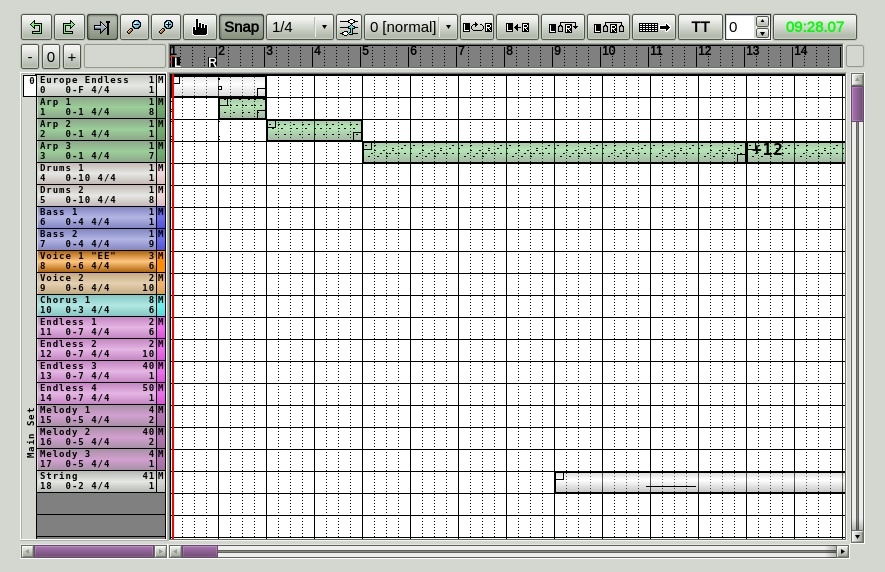 Snap 1/4 0 [normal] TT 0 09:28.07
- 0 + 1 2 3 4 5 6 7 8 9 10 11 12 13 14
L R
0 Europe Endless 1 M
0 0-F 4/4 1
Arp 1 1 M
1 0-1 4/4 8
Arp 2 1 M
2 0-1 4/4 1
Arp 3 1 M
3 0-1 4/4 7
+12
Drums 1 1 M
4 0-10 4/4 1
Drums 2 1 M
5 0-10 4/4 8
Bass 1 1 M
6 0-4 4/4 1
Bass 2 1 M
7 0-4 4/4 9
Voice 1 "EE" 3 M
8 0-6 4/4 6
Voice 2 2 M
9 0-6 4/4 10
Chorus 1 8 M
10 0-3 4/4 6
Endless 1 2 M
11 0-7 4/4 6
Endless 2 2 M
12 0-7 4/4 10
Endless 3 40 M
13 0-7 4/4 1
Endless 4 50 M
14 0-7 4/4 1
Main Set
Melody 1 4 M
15 0-5 4/4 2
Melody 2 40 M
16 0-5 4/4 2
Melody 3 4 M
17 0-5 4/4 1
String 41 M
18 0-2 4/4 1